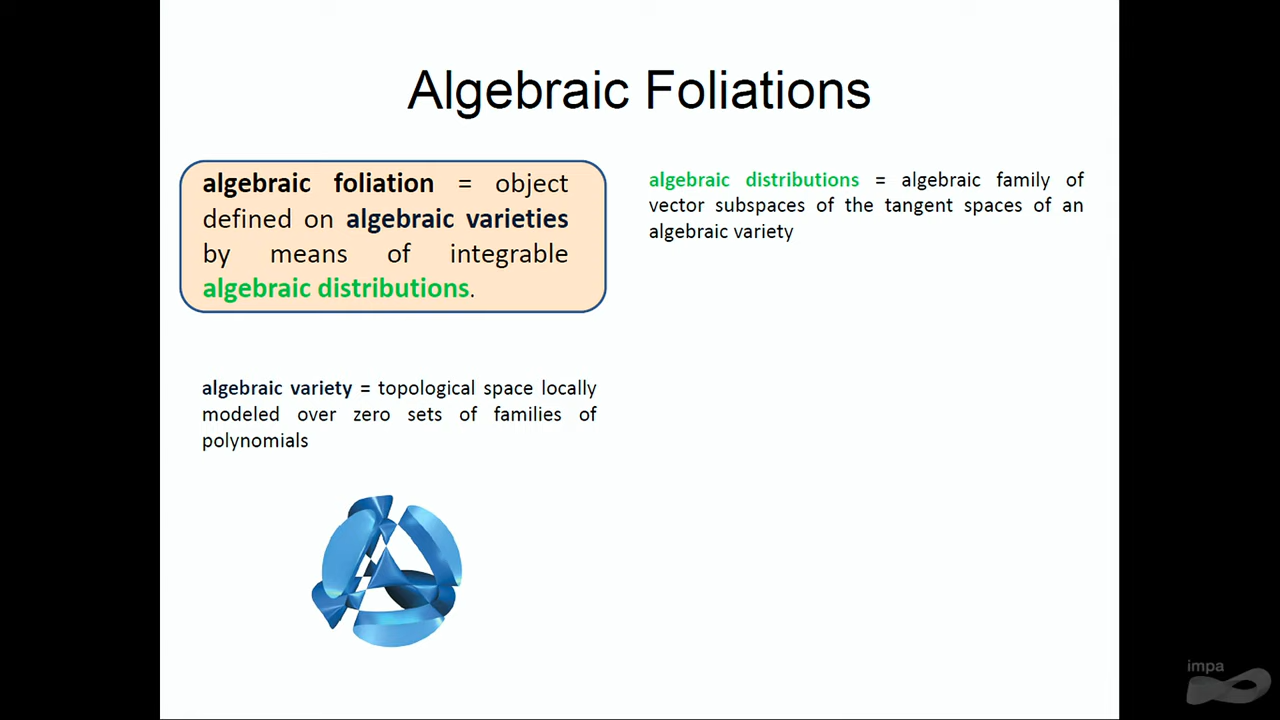 Algebraic Foliations
algebraic foliation = object
defined on algebraic varieties
by means of integrable
algebraic distributions.
algebraic distributions = algebraic family of
vector subspaces of the tangent spaces of an
algebraic variety
algebraic variety = topological space locally
modeled over zero sets of families of
polynomials
impa